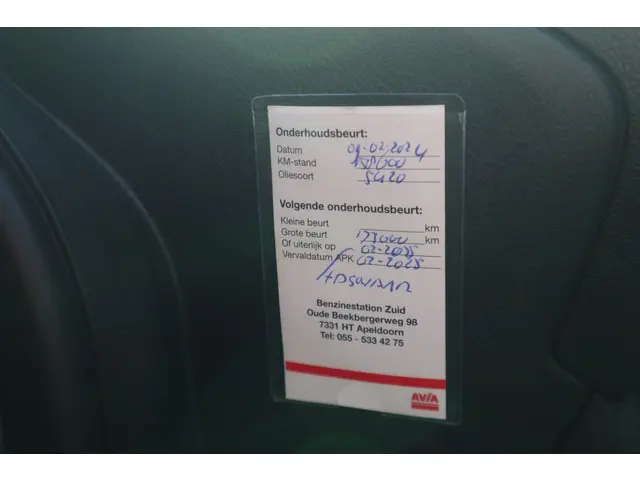 Onderhoudsbeurt:
Datum 01-02-2024
KM-stand 158000
Oliesoort 5W20
Volgende onderhoudsbeurt:
Kleine beurt km
Grote beurt 173000 km
Of uiterlijk op 02-2025
Vervaldatum APK 02-2025
Benzinestation Zuid
Oude Beekbergerweg 98
7331 HT Apeldoorn
Tel: 055 - 533 42 75
AVIA